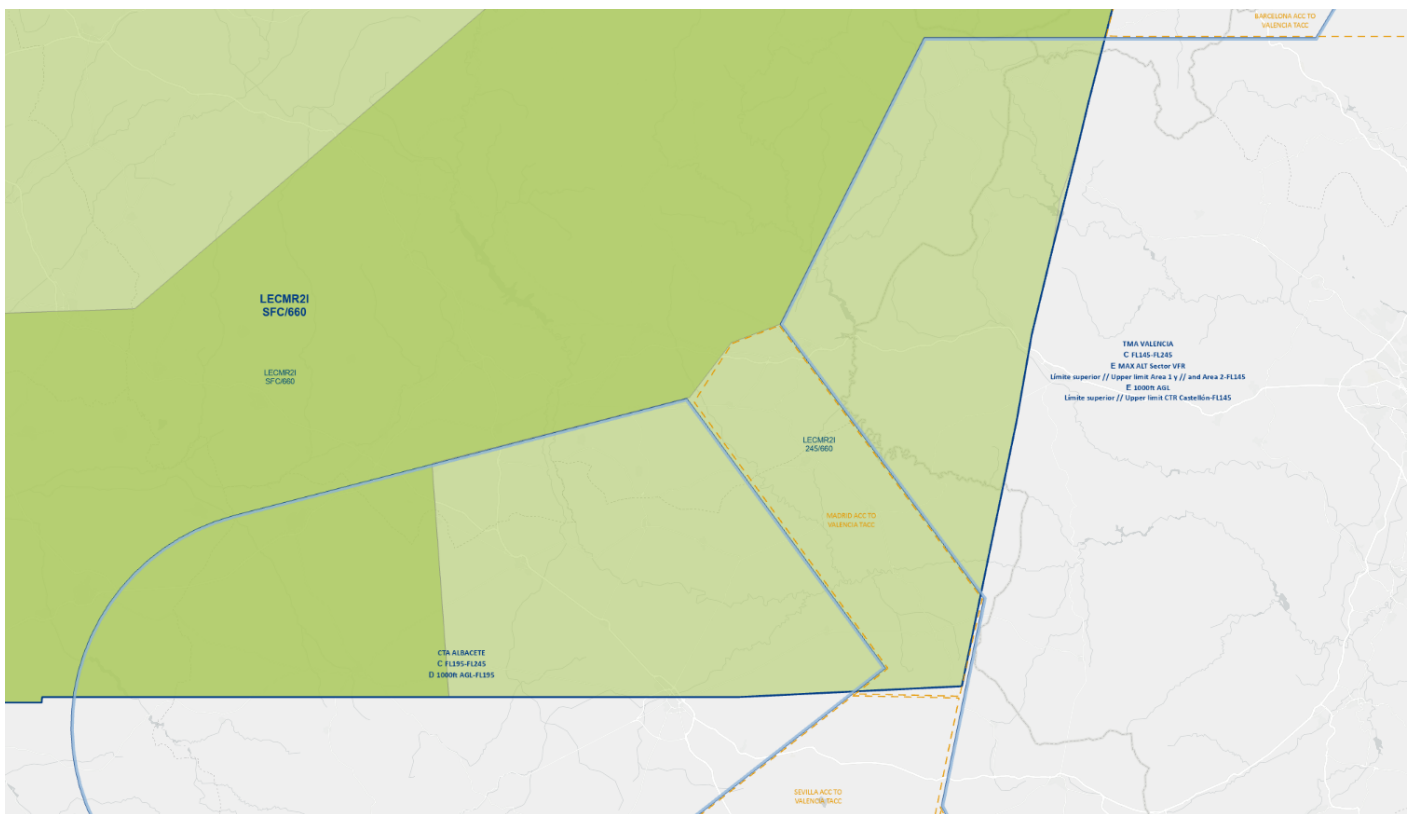 BARCELONA ACC TO
VALENCIA TACC
LECMR2I
SFC/660
LECMR2I
SFC/660
TMA VALENCIA
C FL145-FL245
E MAX ALT Sector VFR
Límite superior // Upper limit Area 1 y // and Area 2-FL145
E 1000ft AGL
Límite superior // Upper limit CTR Castellón-FL145
LECMR2I
245/660
MADRID ACC TO
VALENCIA TACC
CTA ALBACETE
C FL195-FL245
D 1000ft AGL-FL195
SEVILLA ACC TO
VALENCIA TACC